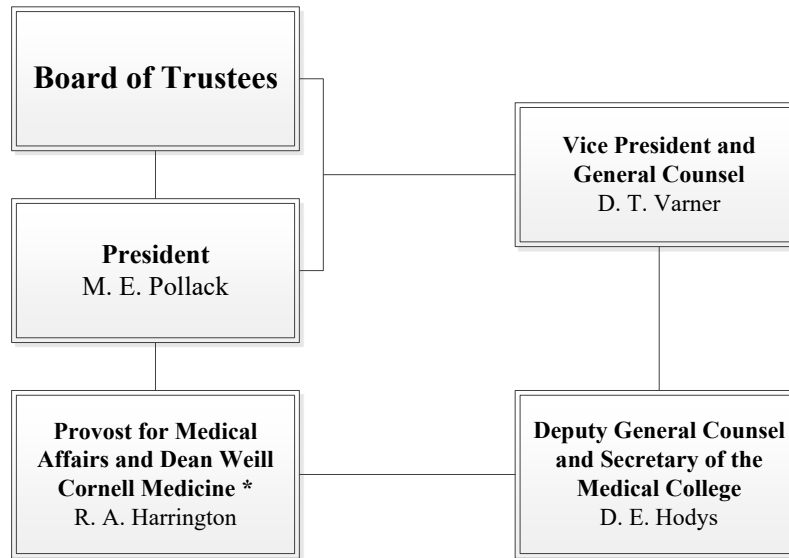 Board of Trustees
Vice President and
General Counsel
D. T. Varner
President
M. E. Pollack
Provost for Medical
Affairs and Dean Weill
Cornell Medicine *
R. A. Harrington
Deputy General Counsel
and Secretary of the
Medical College
D. E. Hodys